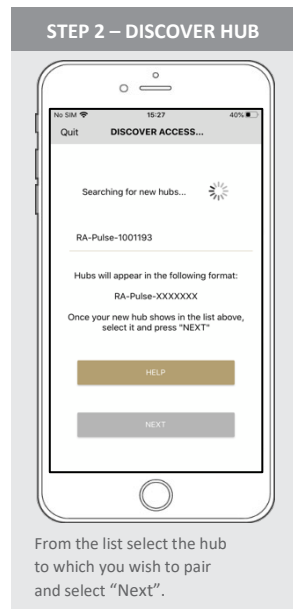 STEP 2 – DISCOVER HUB
No SIM 15:27 40%
Quit DISCOVER ACCESS...
Searching for new hubs...
RA-Pulse-1001193
Hubs will appear in the following format:
RA-Pulse-XXXXXXX
Once your new hub shows in the list above,
select it and press "NEXT"
HELP
NEXT
From the list select the hub
to which you wish to pair
and select “Next”.